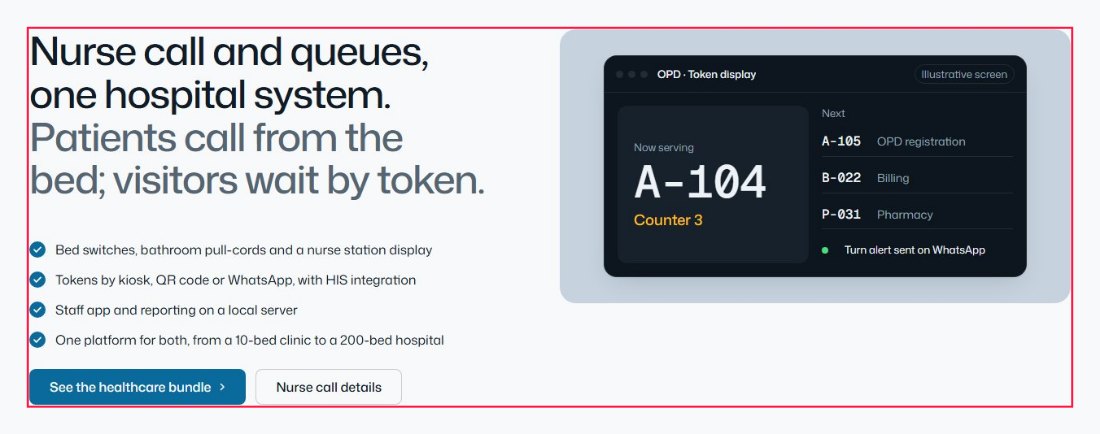 Nurse call and queues,
one hospital system.
Patients call from the
bed; visitors wait by token.
Bed switches, bathroom pull-cords and a nurse station display
Tokens by kiosk, QR code or WhatsApp, with HIS integration
Staff app and reporting on a local server
One platform for both, from a 10-bed clinic to a 200-bed hospital
See the healthcare bundle ›
Nurse call details
OPD · Token display
Illustrative screen
Now serving
A-104
Counter 3
Next
A-105 OPD registration
B-022 Billing
P-031 Pharmacy
Turn alert sent on WhatsApp